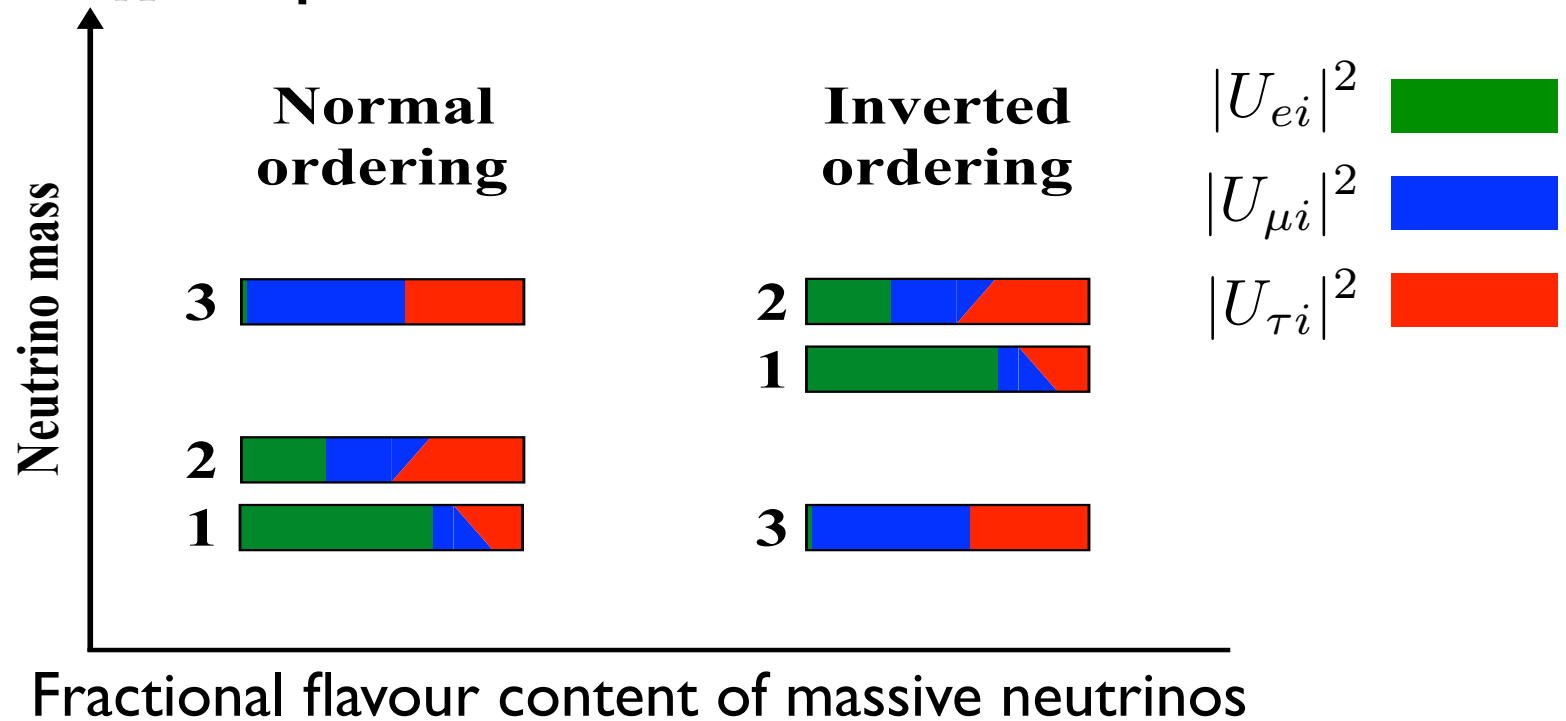 Normal
ordering
Inverted
ordering
|U_{ei}|^2
|U_{μi}|^2
|U_{τi}|^2
Neutrino mass
3
2
1
2
1
3
Fractional flavour content of massive neutrinos